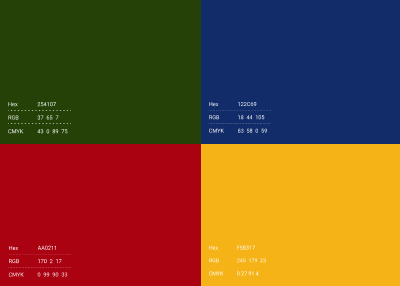 Hex 254107
RGB 37 65 7
CMYK 43 0 89 75
Hex 122C69
RGB 18 44 105
CMYK 83 58 0 59
Hex AA0211
RGB 170 2 17
CMYK 0 99 90 33
Hex F5B317
RGB 245 179 23
CMYK 0 27 91 4